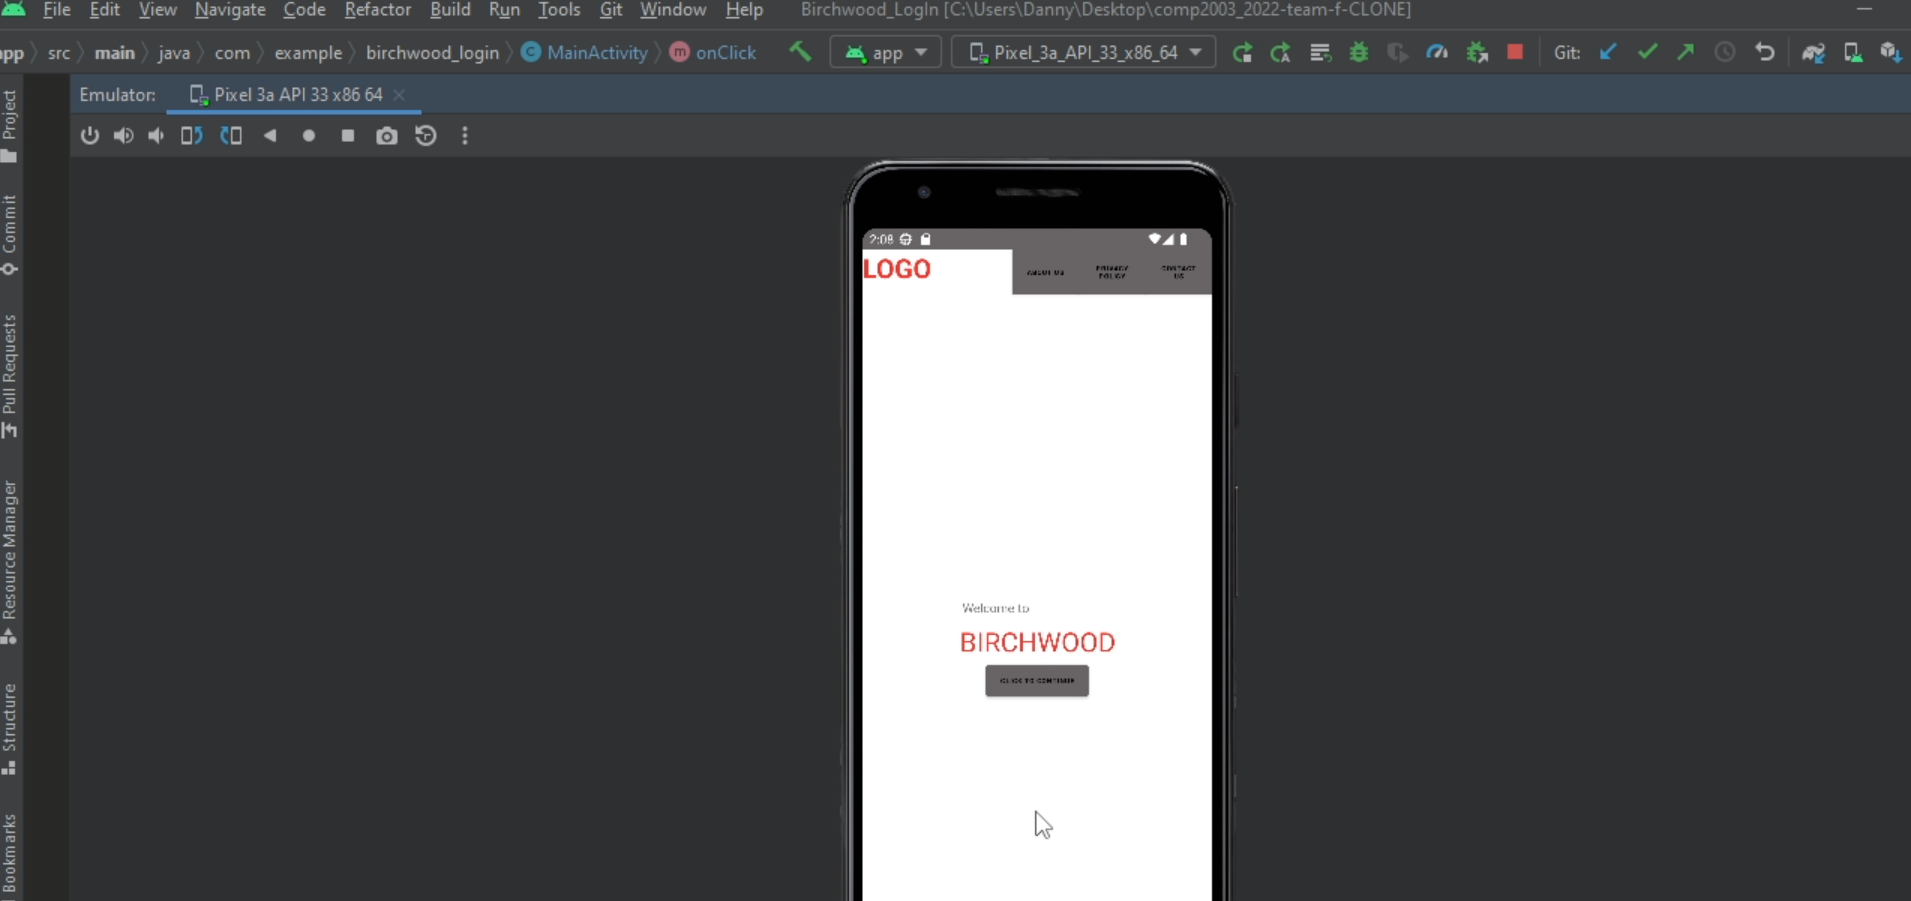 File Edit View Navigate Code Refactor Build Run Tools Git Window Help Birchwood_LogIn [C:\Users\Danny\Desktop\comp2003_2022-team-f-CLONE]
app src main java com example birchwood_login MainActivity onClick app Pixel_3a_API_33_x86_64 Git:
Emulator: Pixel 3a API 33 x86 64
Project
Commit
Pull Requests
Resource Manager
Structure
Bookmarks
2:08
LOGO
ABOUT US
PRIVACY
POLICY
CONTACT
US
Welcome to
BIRCHWOOD
CLICK TO CONTINUE